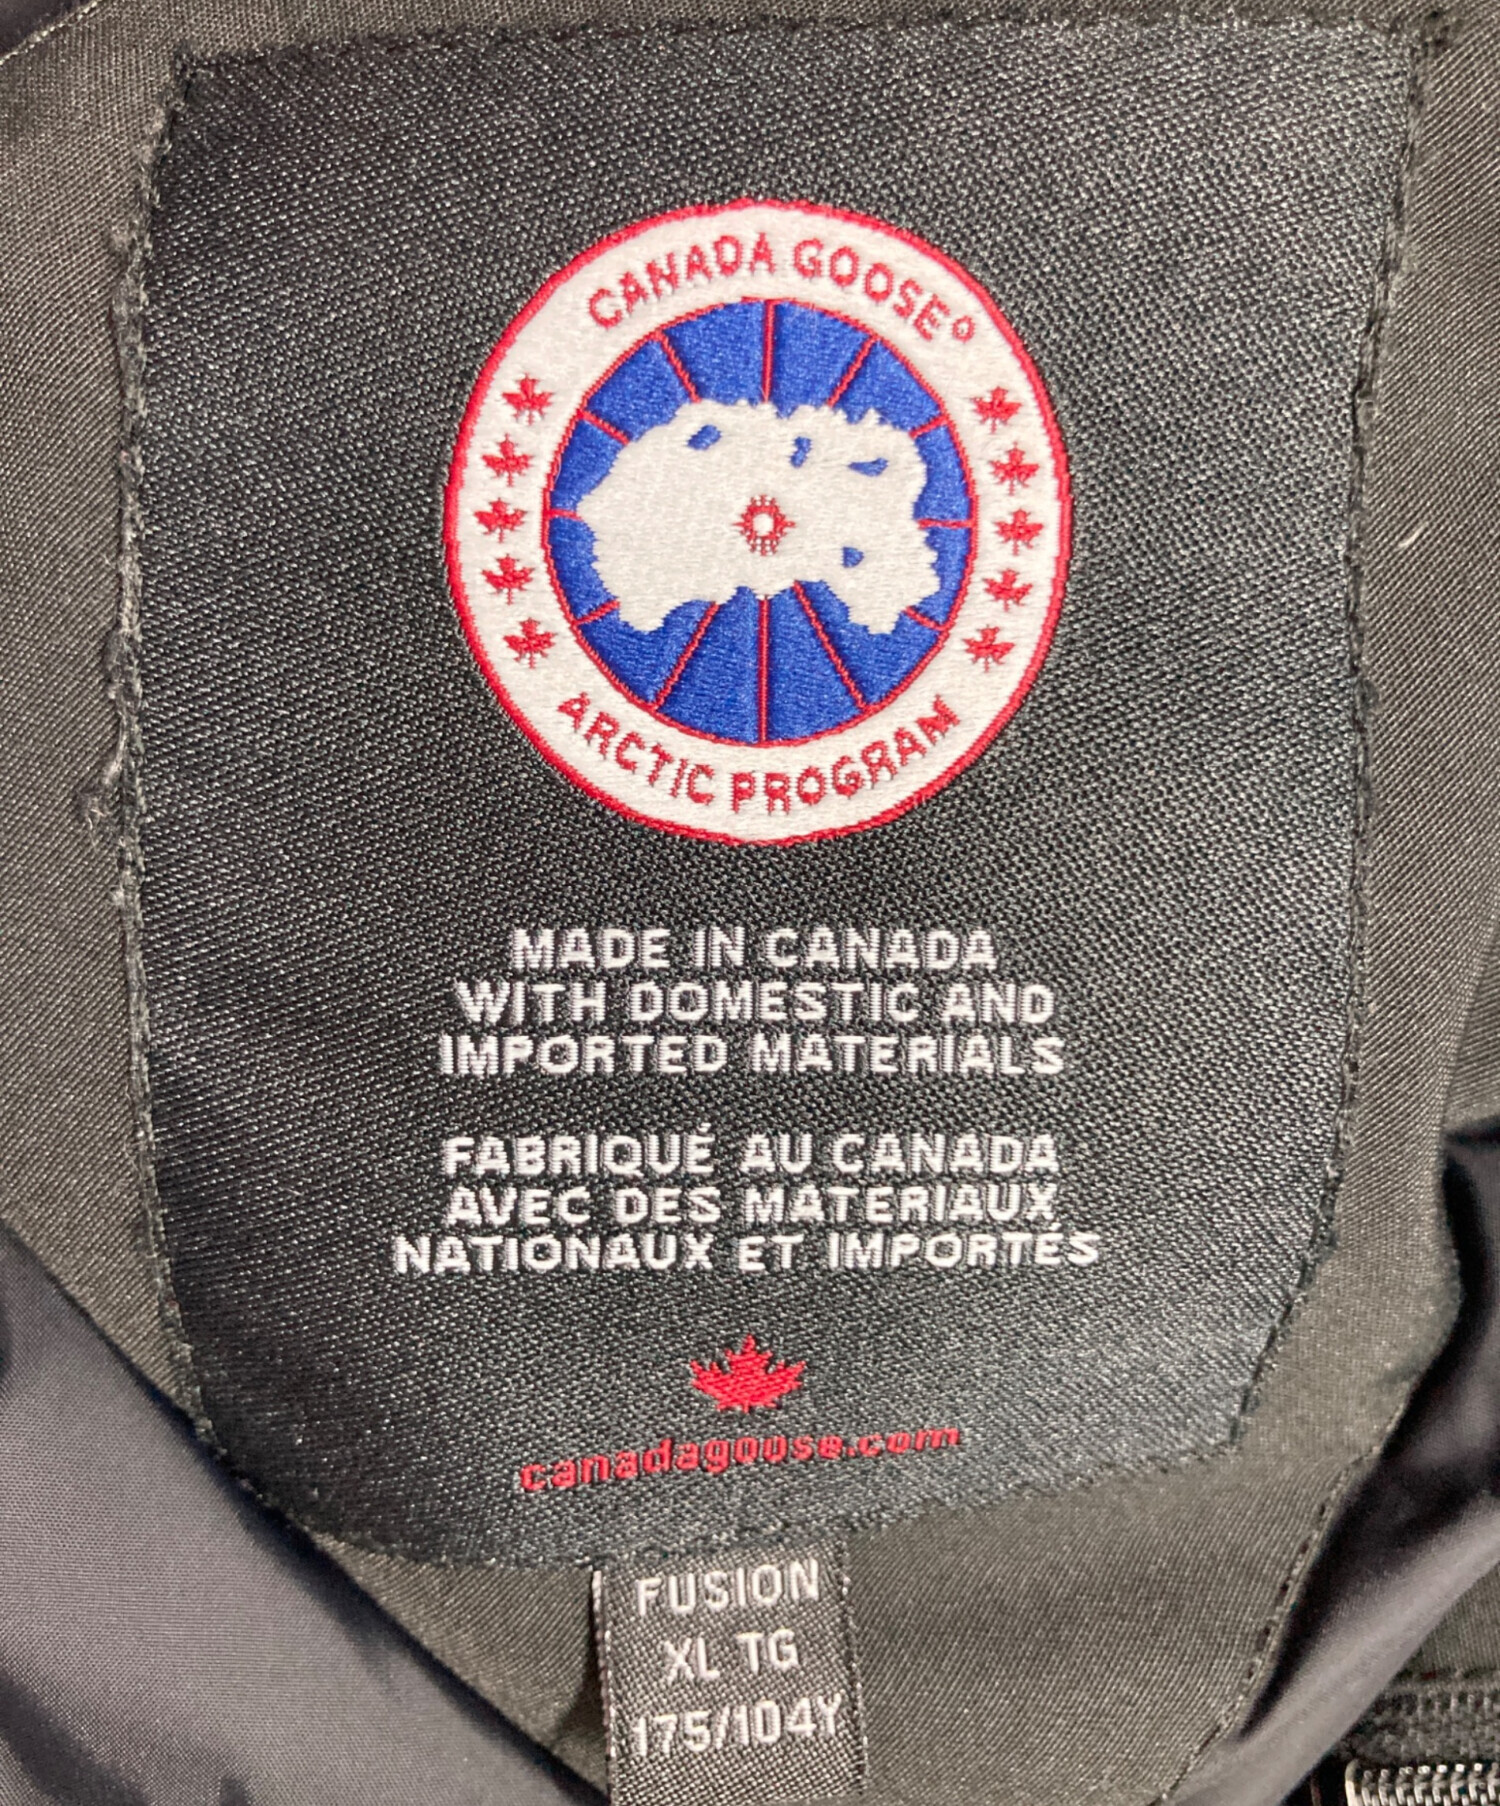 CANADA GOOSE
ARCTIC PROGRAM
MADE IN CANADA
WITH DOMESTIC AND
IMPORTED MATERIALS
FABRIQUÉ AU CANADA
AVEC DES MATERIAUX
NATIONAUX ET IMPORTÉS
canadagoose.com
FUSION
XL TG
175/104Y